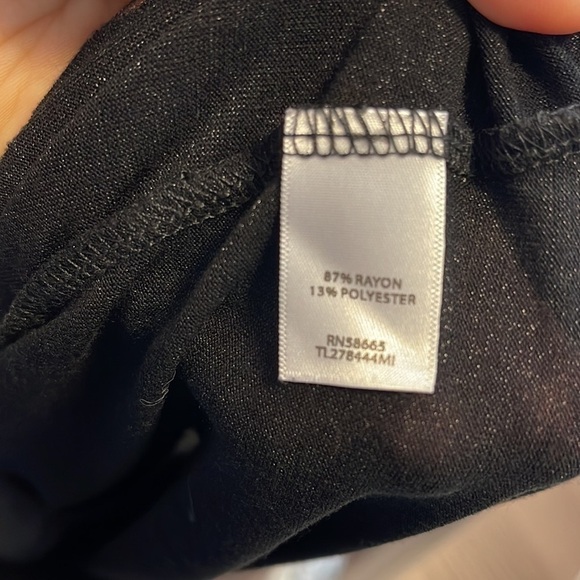 87% RAYON
13% POLYESTER
RN58665
TL278444MI